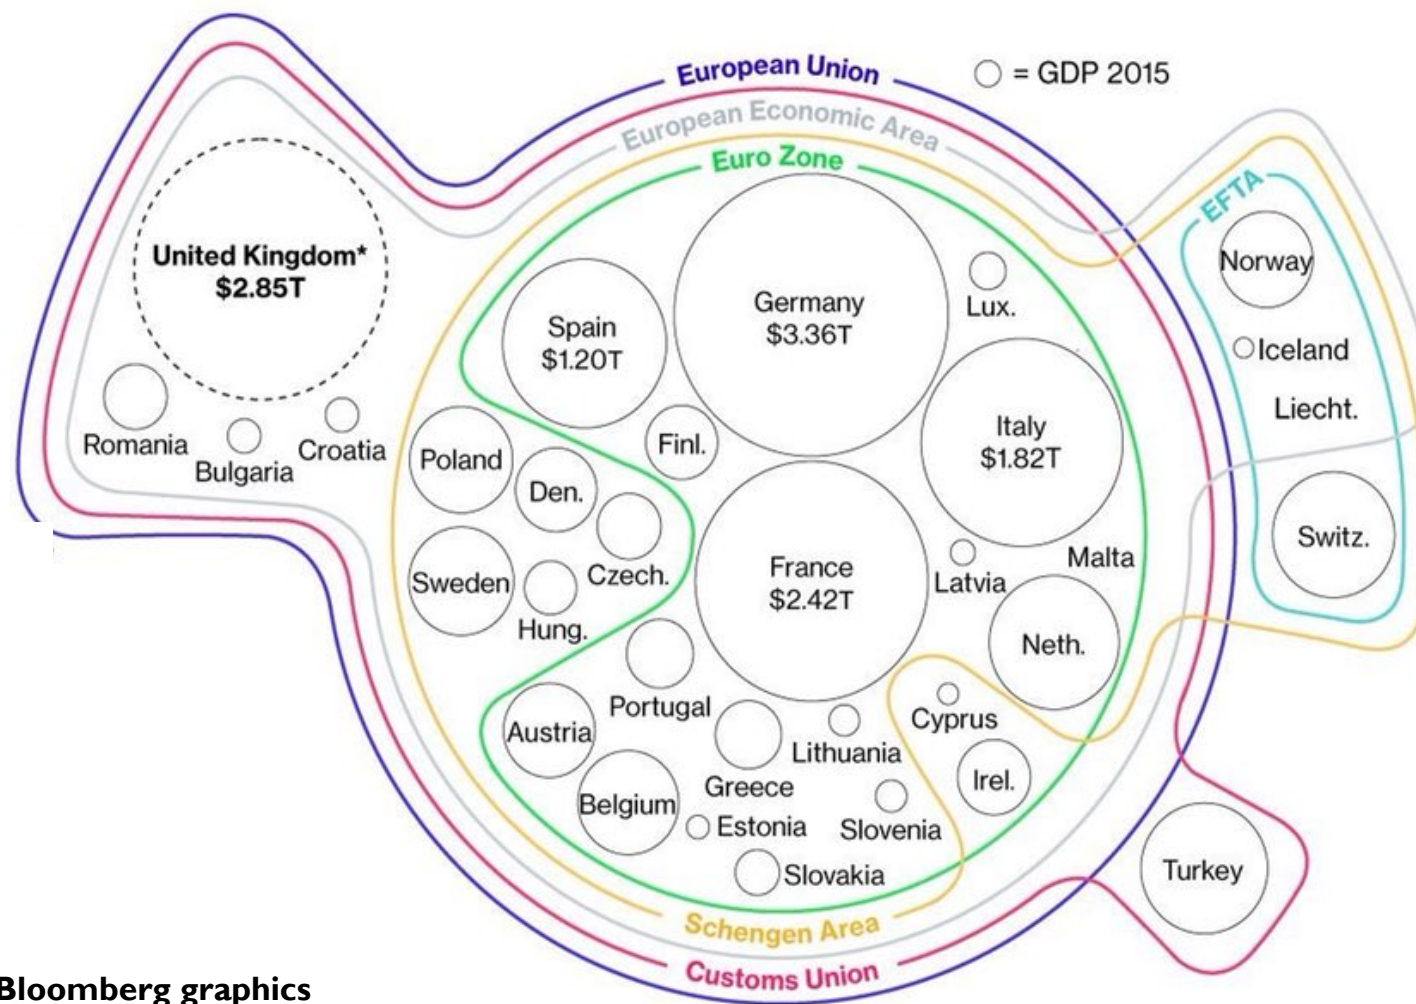 European Union
= GDP 2015
European Economic Area
Euro Zone
EFTA
United Kingdom*
$2.85T
Norway
Germany
$3.36T
Lux.
Spain
$1.20T
Iceland
Liecht.
Romania
Bulgaria
Croatia
Poland
Finl.
Italy
$1.82T
Den.
Switz.
Sweden
Czech.
Hung.
France
$2.42T
Malta
Latvia
Neth.
Portugal
Cyprus
Austria
Lithuania
Greece
Irel.
Belgium
Estonia
Slovenia
Slovakia
Turkey
Schengen Area
Customs Union
Bloomberg graphics